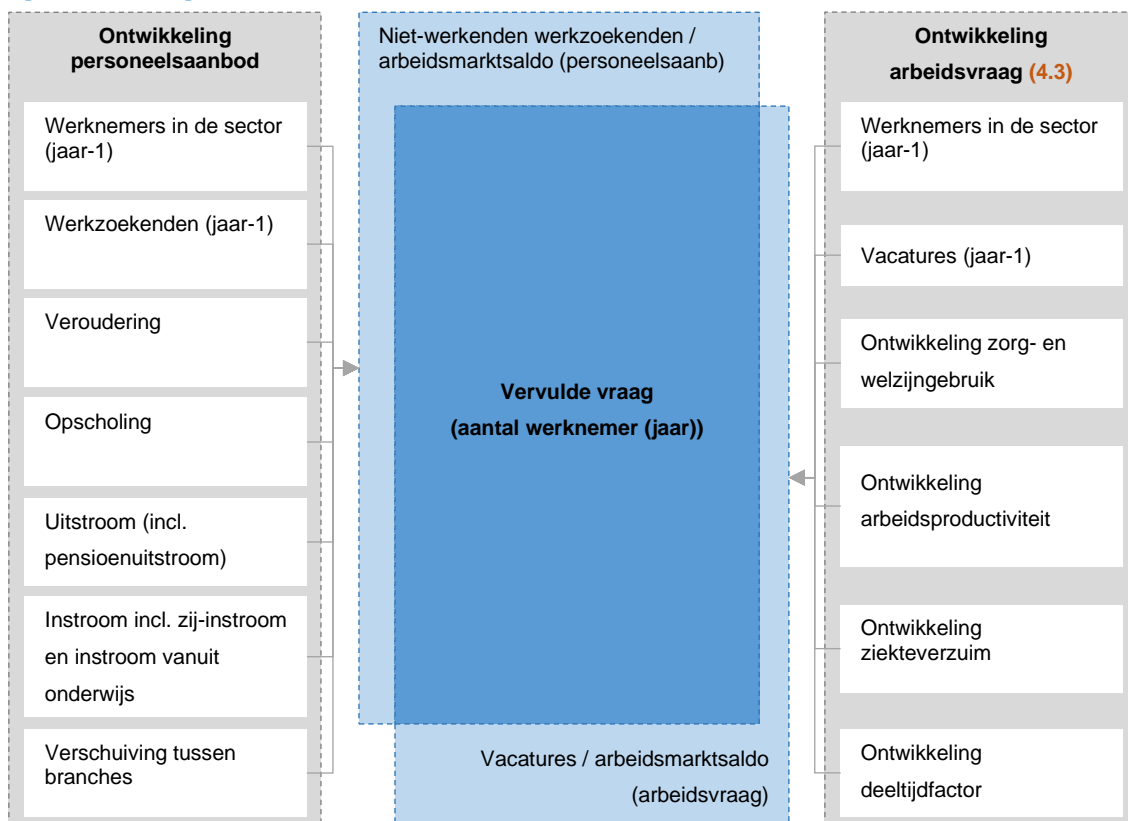 Ontwikkeling
personeelsaanbod
Werknemers in de sector
(jaar-1)
Werkzoekenden (jaar-1)
Veroudering
Opscholing
Uitstroom (incl.
pensioenuitstroom)
Instroom incl. zij-instroom
en instroom vanuit
onderwijs
Verschuiving tussen
branches
Niet-werkenden werkzoekenden /
arbeidsmarktsaldo (personeelsaanb)
Vervulde vraag
(aantal werknemer (jaar))
Vacatures / arbeidsmarktsaldo
(arbeidsvraag)
Ontwikkeling
arbeidsvraag (4.3)
Werknemers in de sector
(jaar-1)
Vacatures (jaar-1)
Ontwikkeling zorg- en
welzijngebruik
Ontwikkeling
arbeidsproductiviteit
Ontwikkeling
ziekteverzuim
Ontwikkeling
deeltijdfactor